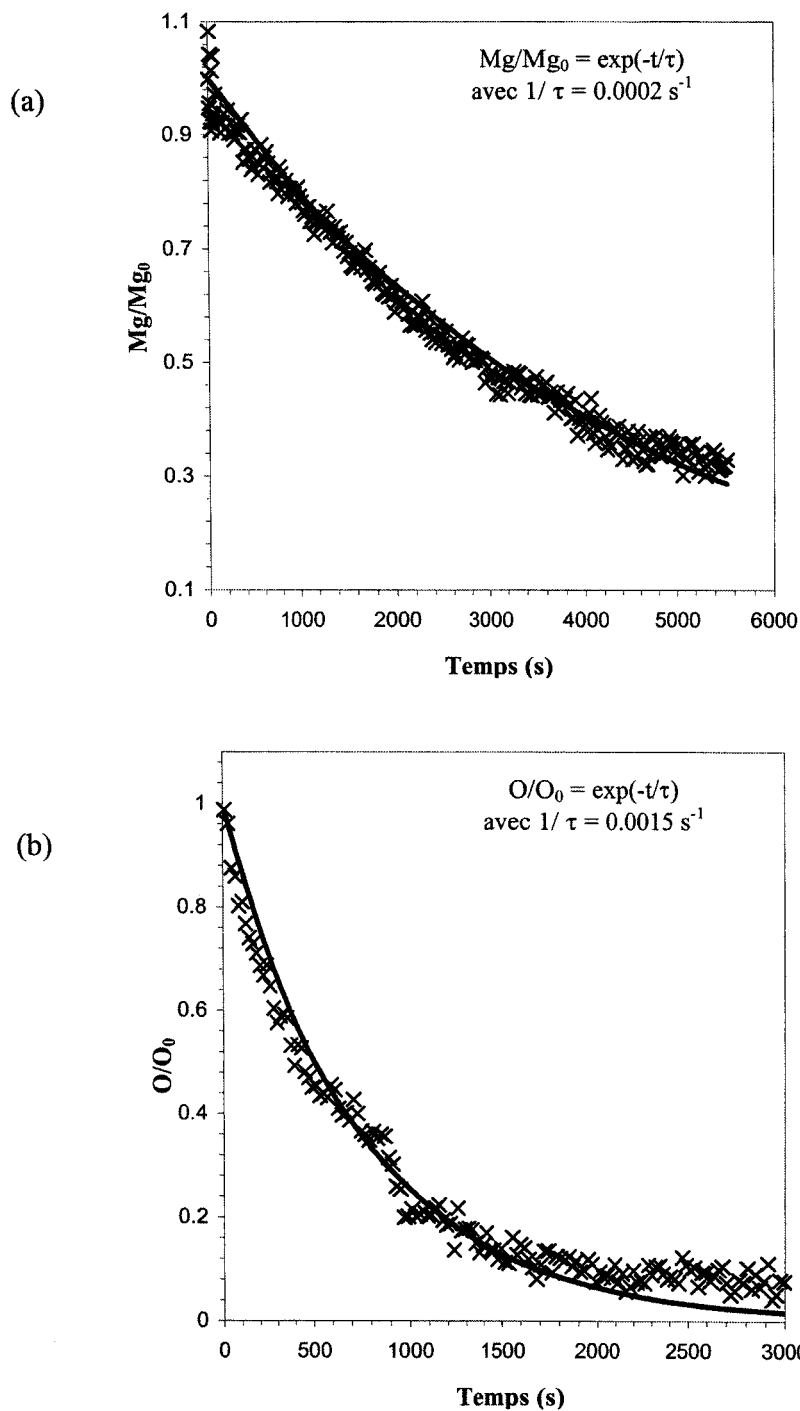 (a)
Mg/Mg₀ = exp(-t/τ)
avec 1/ τ = 0.0002 s⁻¹
1.1
0.9
0.7
0.5
0.3
0.1
Mg/Mg₀
0
1000
2000
3000
4000
5000
6000
Temps (s)
(b)
O/O₀ = exp(-t/τ)
avec 1/ τ = 0.0015 s⁻¹
1
0.8
0.6
0.4
0.2
0
O/O₀
0
500
1000
1500
2000
2500
3000
Temps (s)